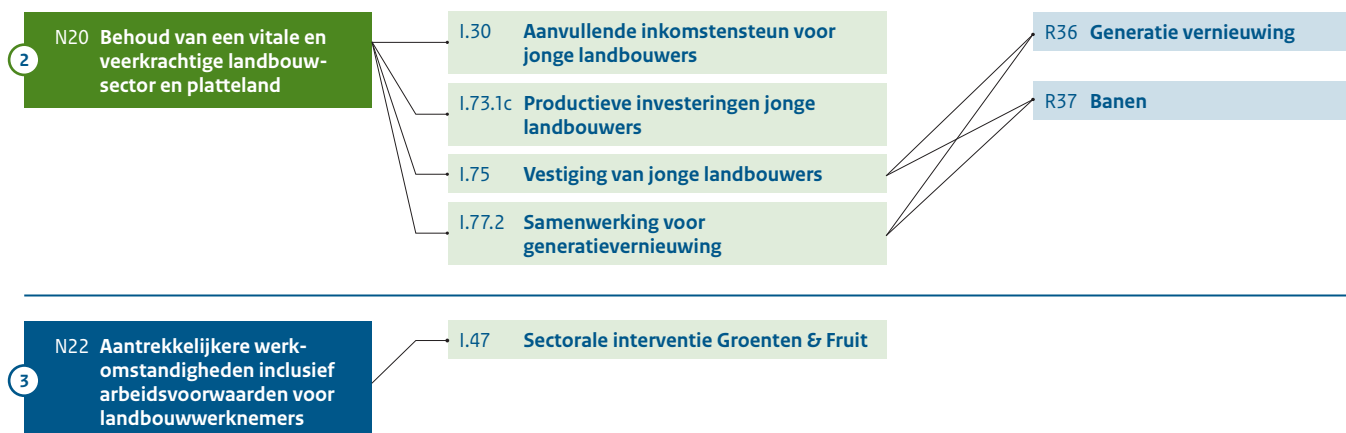 2
N20 Behoud van een vitale en
veerkrachtige landbouw-
sector en platteland
I.30 Aanvullende inkomstensteun voor
jonge landbouwers
I.73.1c Productieve investeringen jonge
landbouwers
I.75 Vestiging van jonge landbouwers
I.77.2 Samenwerking voor
generatievernieuwing
R36 Generatie vernieuwing
R37 Banen
3
N22 Aantrekkelijkere werk-
omstandigheden inclusief
arbeidsvoorwaarden voor
landbouwwerknemers
I.47 Sectorale interventie Groenten & Fruit